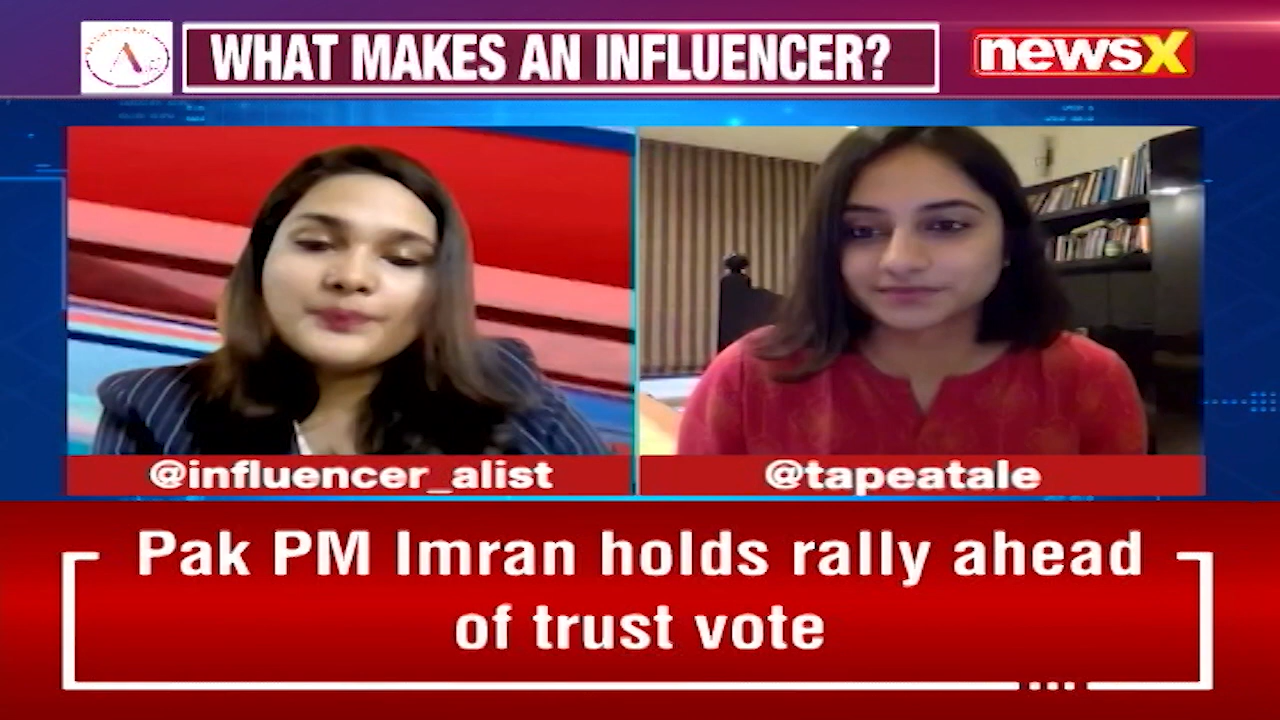 WHAT MAKES AN INFLUENCER?
newsX
@influencer_alist
@tapeatale
Pak PM Imran holds rally ahead
of trust vote